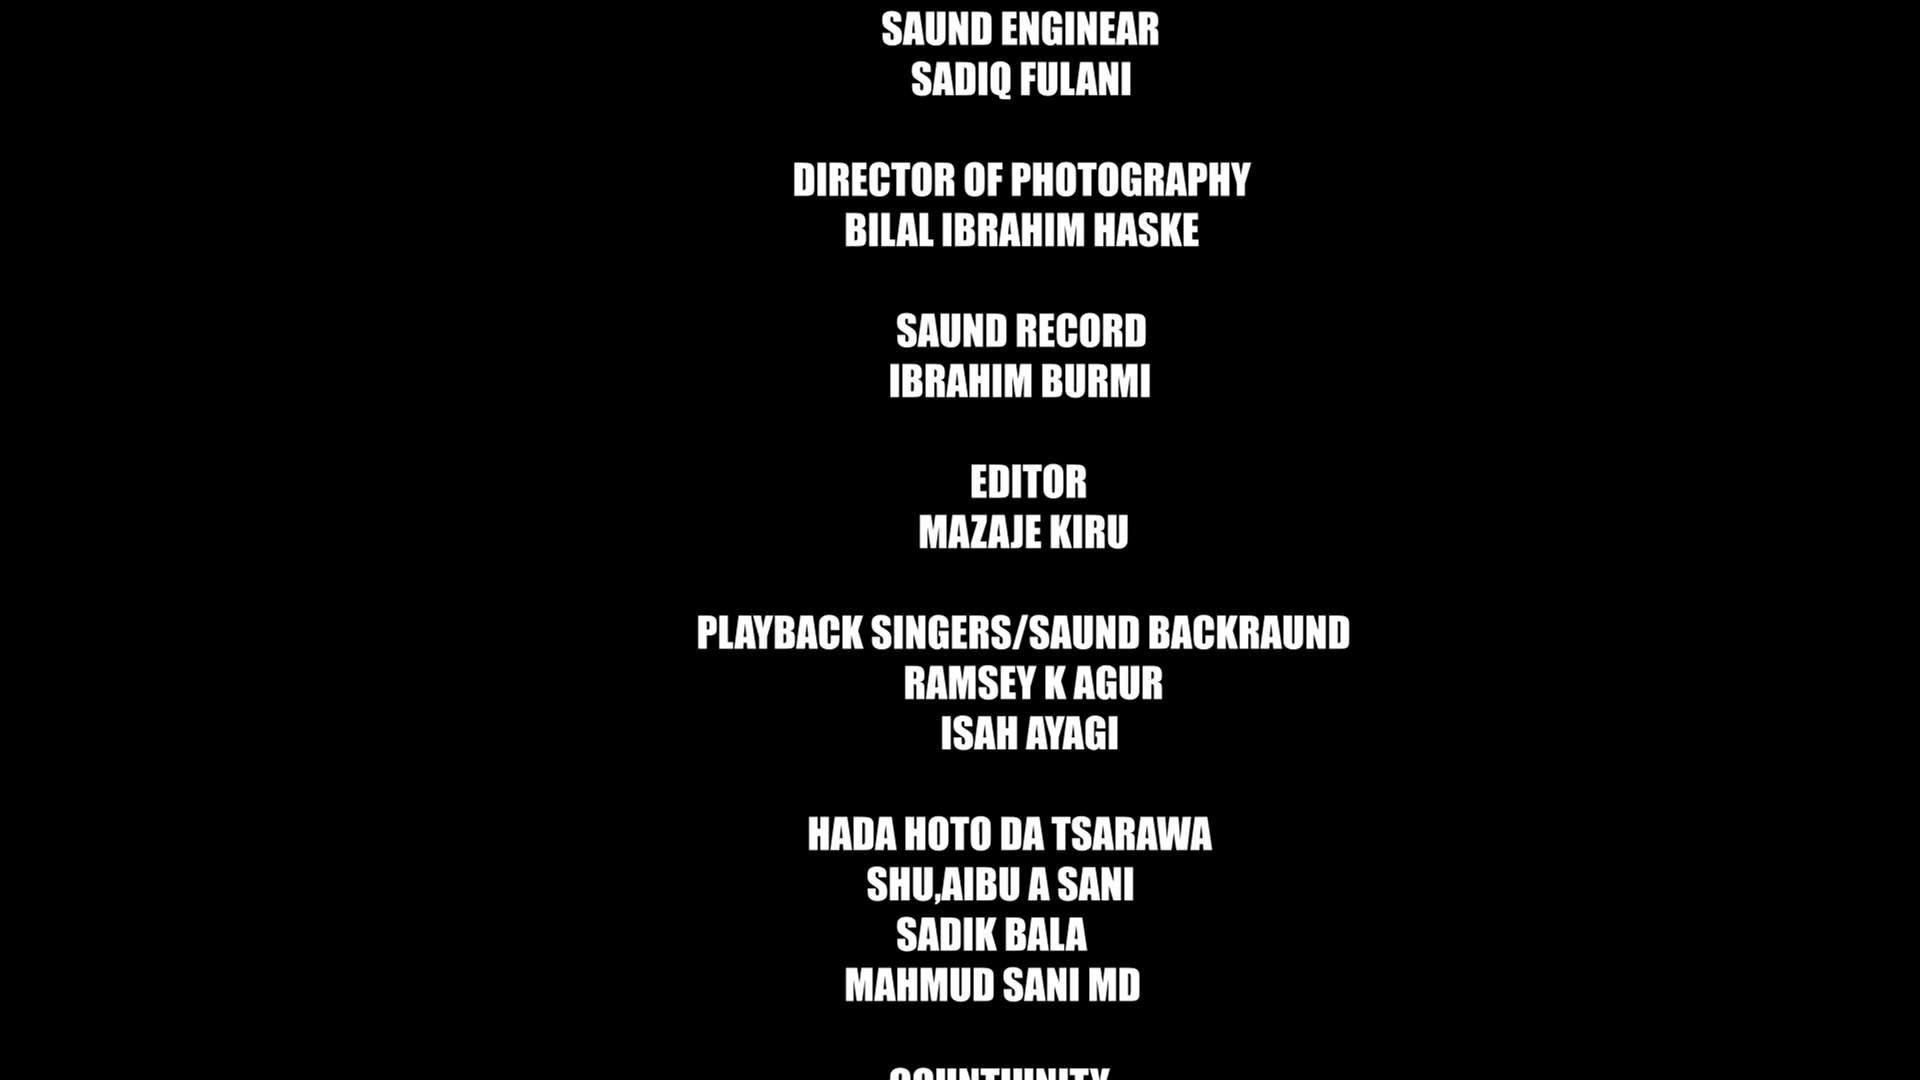 SAUND ENGINEAR
SADIQ FULANI
DIRECTOR OF PHOTOGRAPHY
BILAL IBRAHIM HASKE
SAUND RECORD
IBRAHIM BURMI
EDITOR
MAZAJE KIRU
PLAYBACK SINGERS/SAUND BACKRAUND
RAMSEY K AGUR
ISAH AYAGI
HADA HOTO DA TSARAWA
SHU,AIBU A SANI
SADIK BALA
MAHMUD SANI MD